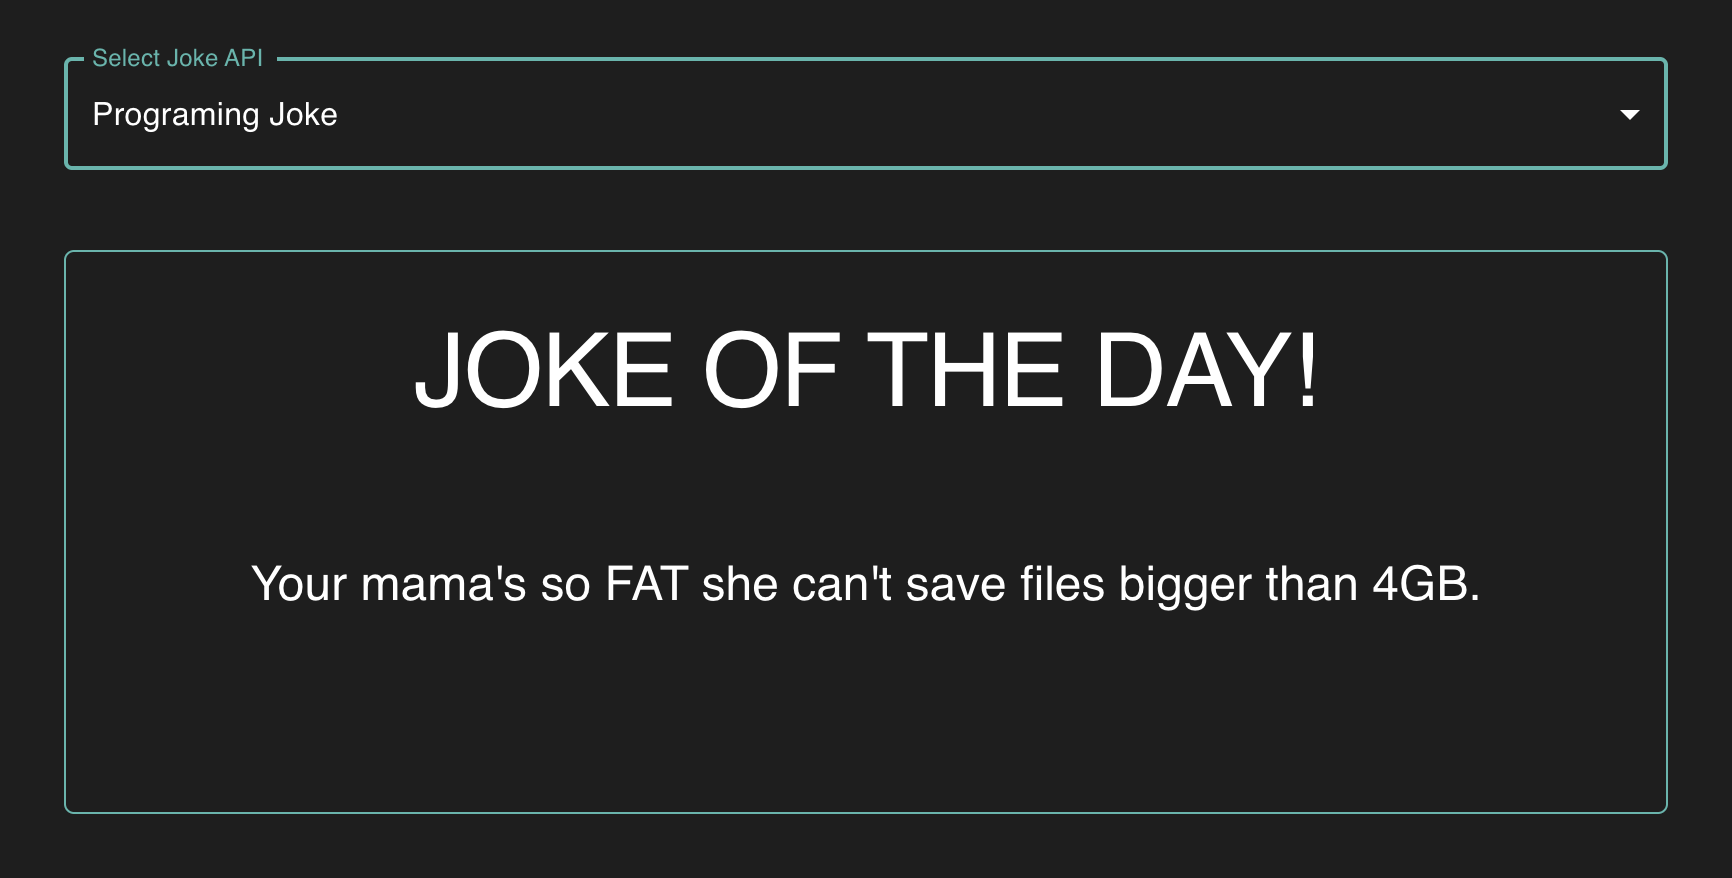 Select Joke API
Programing Joke
JOKE OF THE DAY!
Your mama's so FAT she can't save files bigger than 4GB.